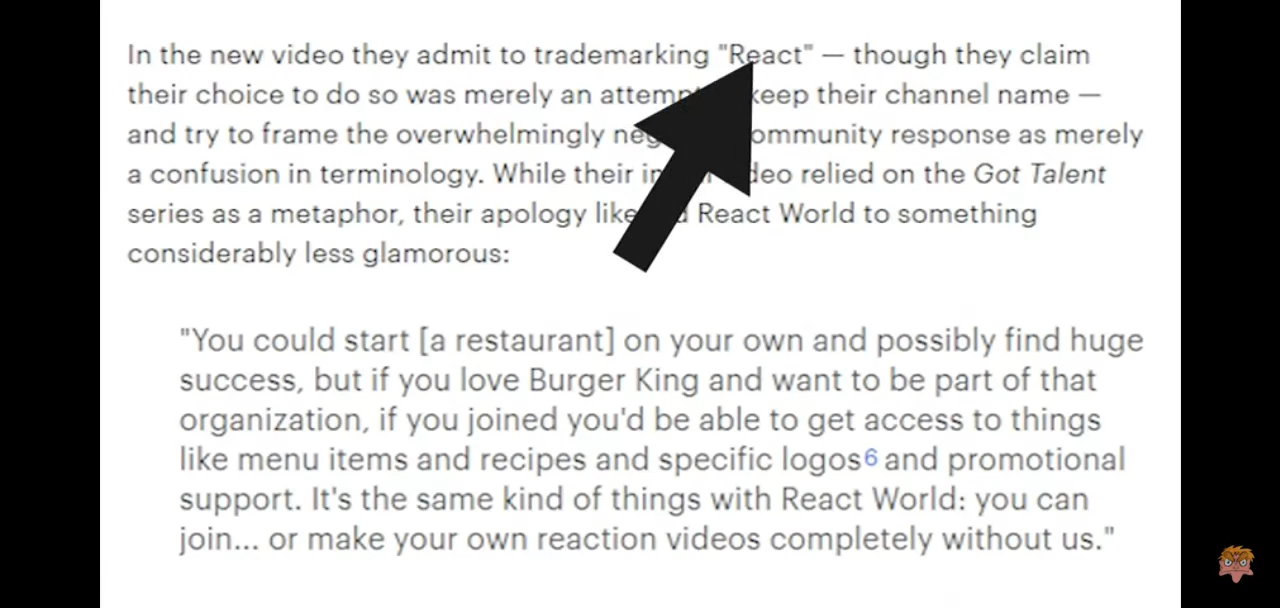 In the new video they admit to trademarking "React" — though they claim
their choice to do so was merely an keep their channel name —
and try to frame the overwhelmingly community response as merely
a confusion in terminology. While their relied on the Got Talent
series as a metaphor, their apology React World to something
considerably less glamorous:
"You could start [a restaurant] on your own and possibly find huge
success, but if you love Burger King and want to be part of that
organization, if you joined you'd be able to get access to things
like menu items and recipes and specific logos6 and promotional
support. It's the same kind of things with React World: you can
join... or make your own reaction videos completely without us."